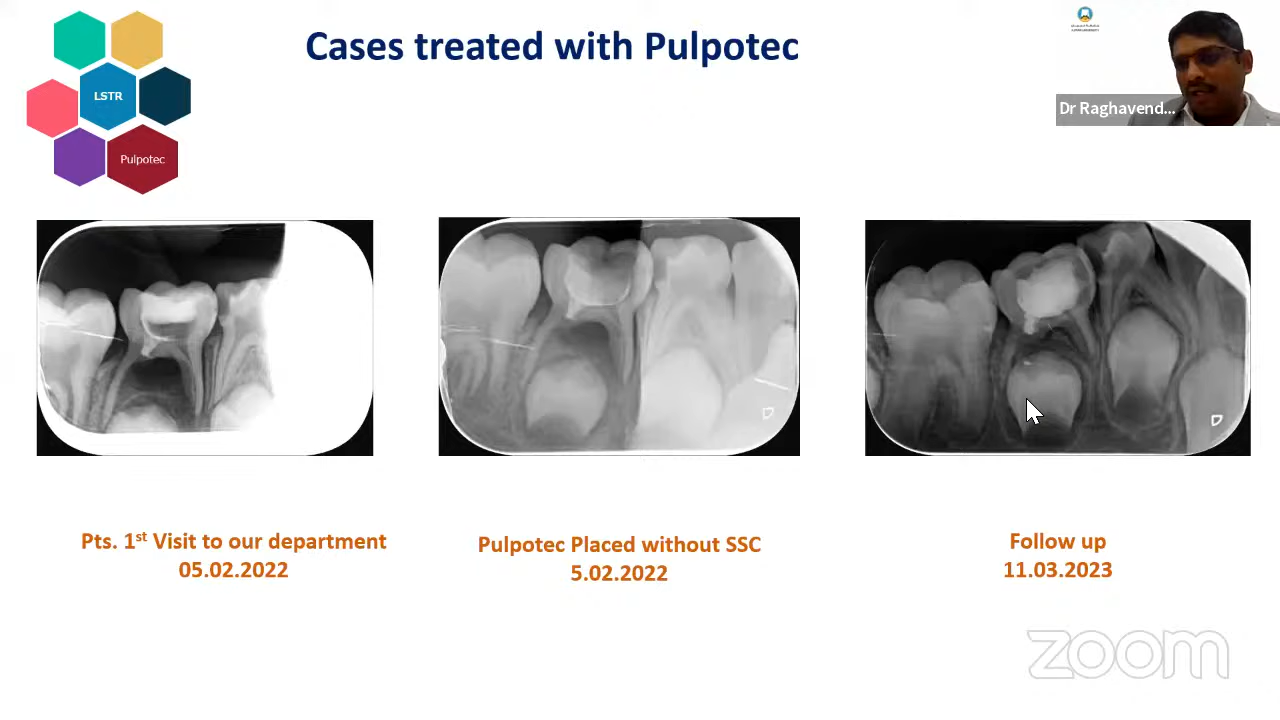 Cases treated with Pulpotec
LSTR
Pulpotec
Dr Raghavend...
D
D
Pts. 1st Visit to our department
05.02.2022
Pulpotec Placed without SSC
5.02.2022
Follow up
11.03.2023
zoom